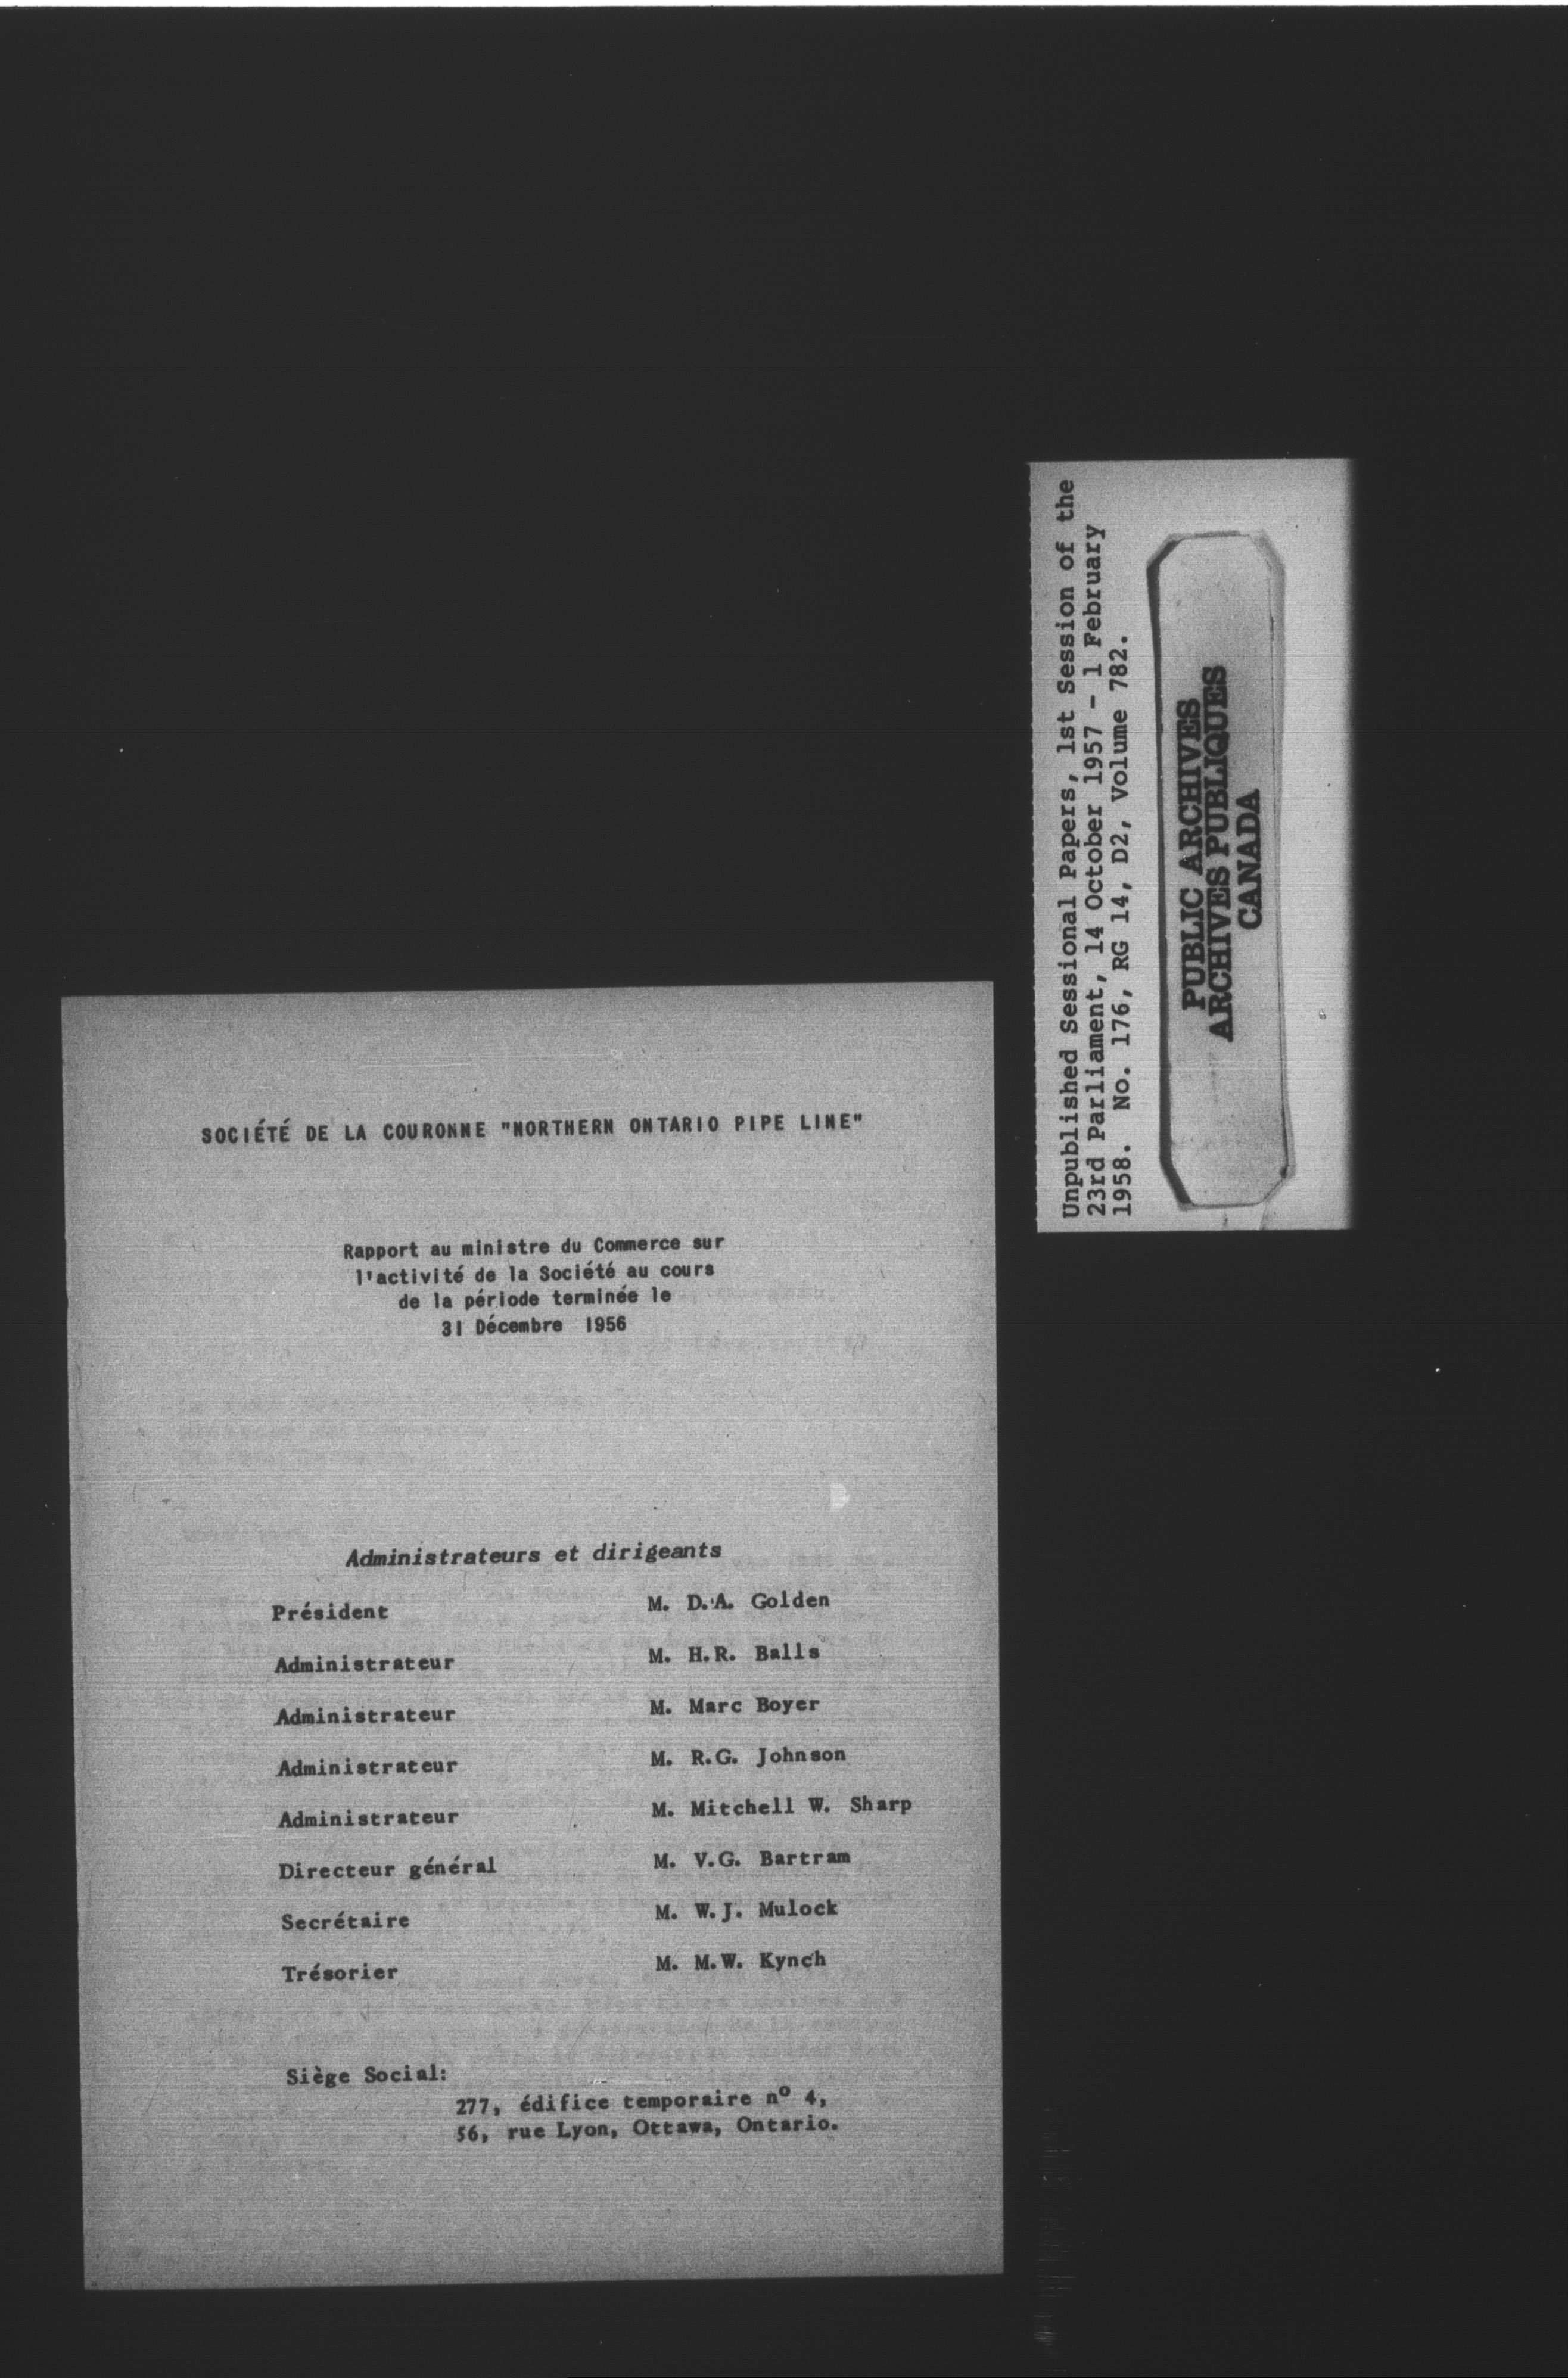 SOCIÉTÉ DE LA COURONNE "NORTHERN ONTARIO PIPE LINE"
Rapport au ministre du Commerce sur
l'activité de la Société au cours
de la période terminée le
31 Décembre 1956
Administrateurs et dirigeants
Président M. D.A. Golden
Administrateur M. H.R. Balls
Administrateur M. Marc Boyer
Administrateur M. R.G. Johnson
Administrateur M. Mitchell W. Sharp
Directeur général M. V.G. Bartram
Secrétaire M. W.J. Mulock
Trésorier M. M.W. Kynch
Siège Social:
277, édifice temporaire nº 4,
56, rue Lyon, Ottawa, Ontario.
Unpublished Sessional Papers, 1st Session of the
23rd Parliament, 14 October 1957 - 1 February
1958. No. 176, RG 14, D2, Volume 782.
PUBLIC ARCHIVES
ARCHIVES PUBLIQUES
CANADA